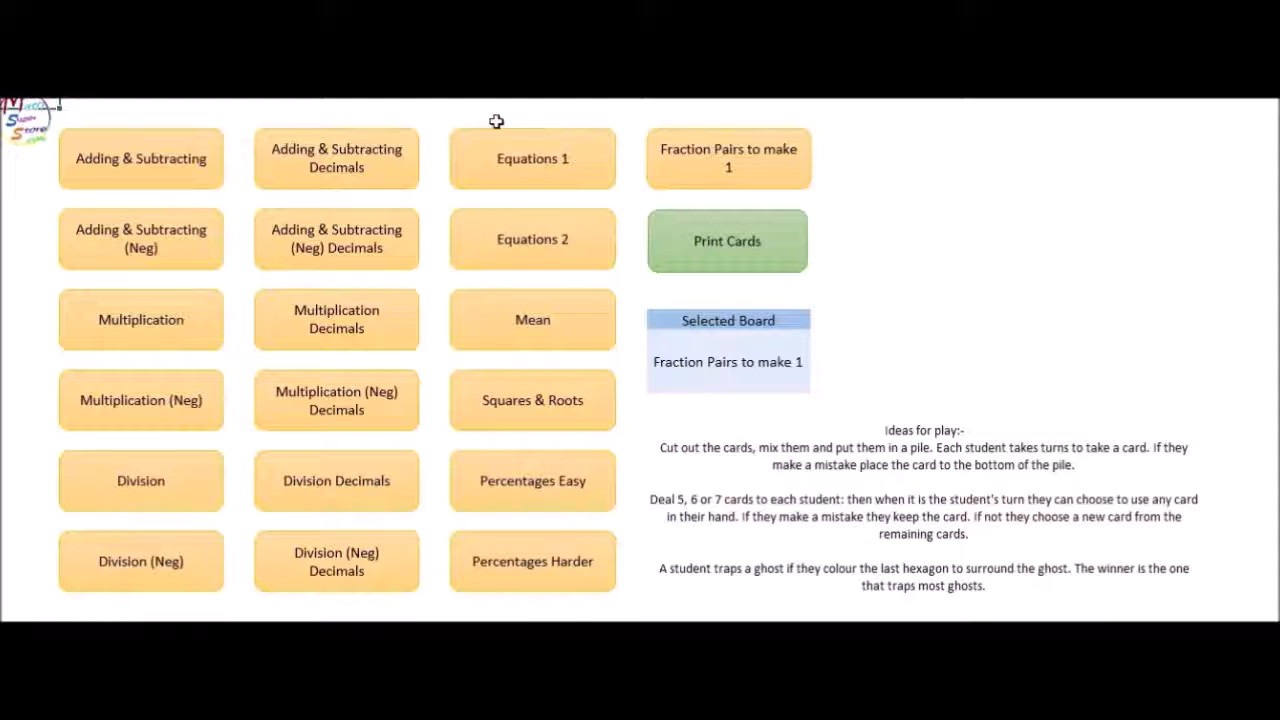 Maths
Super
Store
.com
Adding & Subtracting
Adding & Subtracting
Decimals
Equations 1
Fraction Pairs to make
1
Adding & Subtracting
(Neg)
Adding & Subtracting
(Neg) Decimals
Equations 2
Print Cards
Multiplication
Multiplication
Decimals
Mean
Selected Board
Fraction Pairs to make 1
Multiplication (Neg)
Multiplication (Neg)
Decimals
Squares & Roots
Division
Division Decimals
Percentages Easy
Division (Neg)
Division (Neg)
Decimals
Percentages Harder
Ideas for play:-
Cut out the cards, mix them and put them in a pile. Each student takes turns to take a card. If they
make a mistake place the card to the bottom of the pile.
Deal 5, 6 or 7 cards to each student: then when it is the student's turn they can choose to use any card
in their hand. If they make a mistake they keep the card. If not they choose a new card from the
remaining cards.
A student traps a ghost if they colour the last hexagon to surround the ghost. The winner is the one
that traps most ghosts.